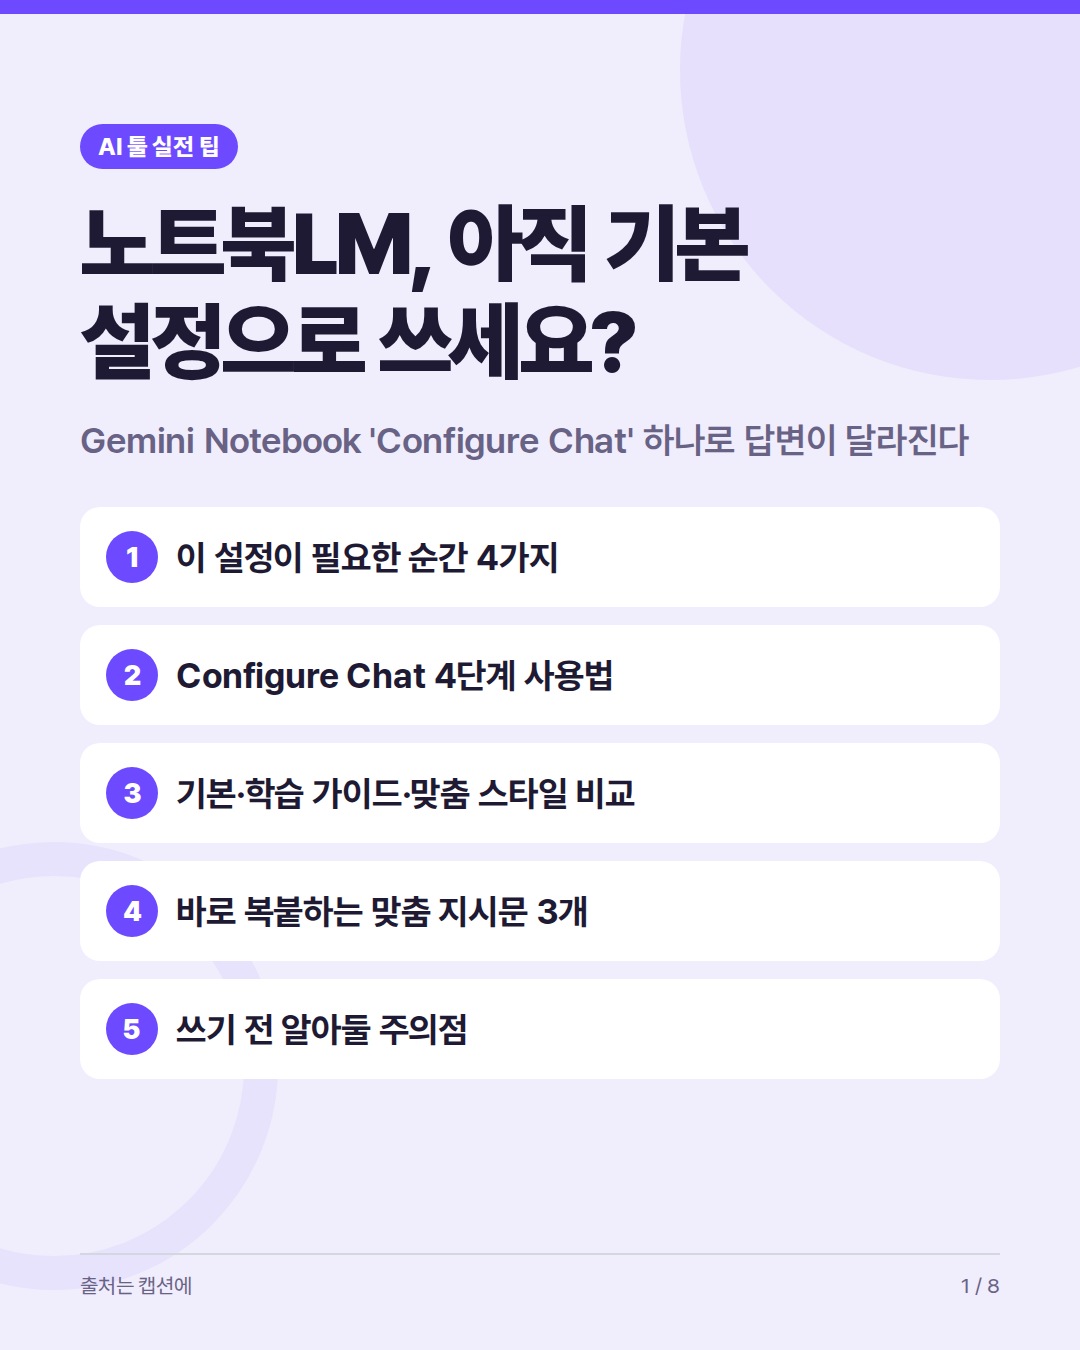 AI 툴 실전 팁
노트북LM, 아직 기본
설정으로 쓰세요?
Gemini Notebook 'Configure Chat' 하나로 답변이 달라진다
1 이 설정이 필요한 순간 4가지
2 Configure Chat 4단계 사용법
3 기본·학습 가이드·맞춤 스타일 비교
4 바로 복붙하는 맞춤 지시문 3개
5 쓰기 전 알아둘 주의점
출처는 캡션에
1 / 8